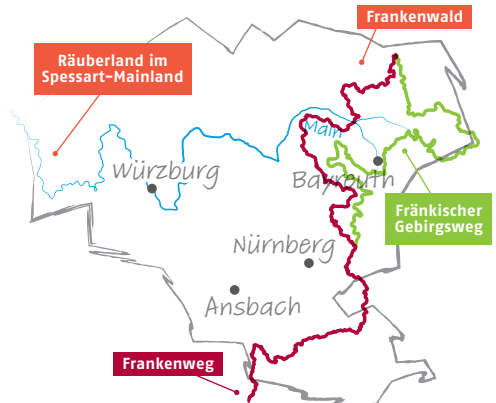 Frankenwald
Räuberland im
Spessart-Mainland
Main
Würzburg
Bayreuth
Fränkischer
Gebirgsweg
Nürnberg
Ansbach
Frankenweg